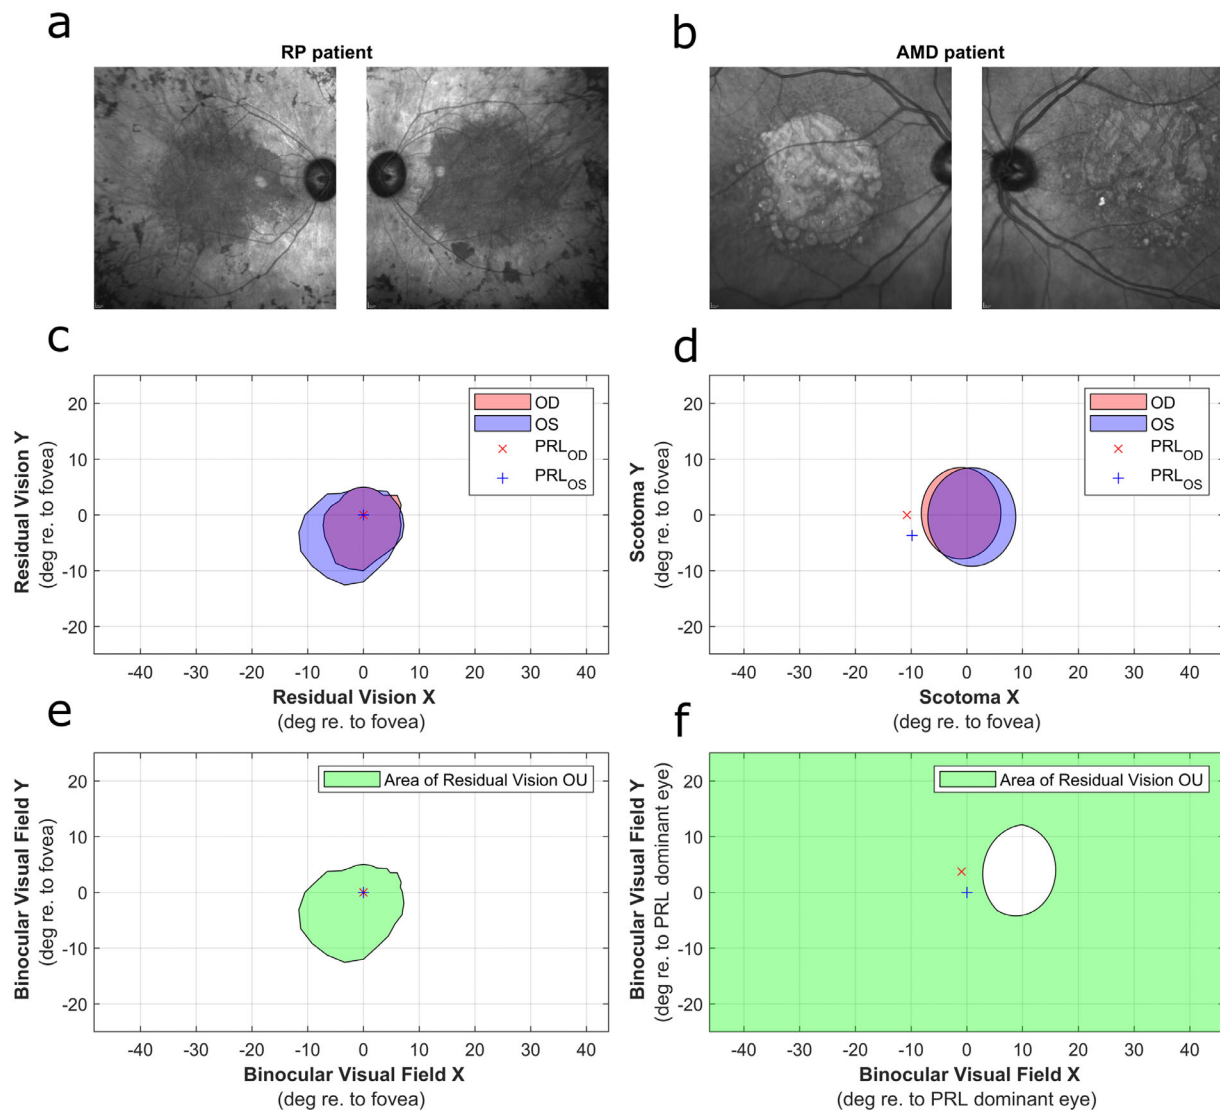 a
b
RP patient
AMD patient
c
d
20
10
0
-10
-20
-40
-30
-20
-10
0
10
20
30
40
Residual Vision Y
(deg re. to fovea)
Residual Vision X
(deg re. to fovea)
OD
OS
PRL_OD
PRL_OS
20
10
0
-10
-20
-40
-30
-20
-10
0
10
20
30
40
Scotoma Y
(deg re. to fovea)
Scotoma X
(deg re. to fovea)
OD
OS
PRL_OD
PRL_OS
e
f
20
10
0
-10
-20
-40
-30
-20
-10
0
10
20
30
40
Binocular Visual Field Y
(deg re. to fovea)
Binocular Visual Field X
(deg re. to fovea)
Area of Residual Vision OU
20
10
0
-10
-20
-40
-30
-20
-10
0
10
20
30
40
Binocular Visual Field Y
(deg re. to PRL dominant eye)
Binocular Visual Field X
(deg re. to PRL dominant eye)
Area of Residual Vision OU